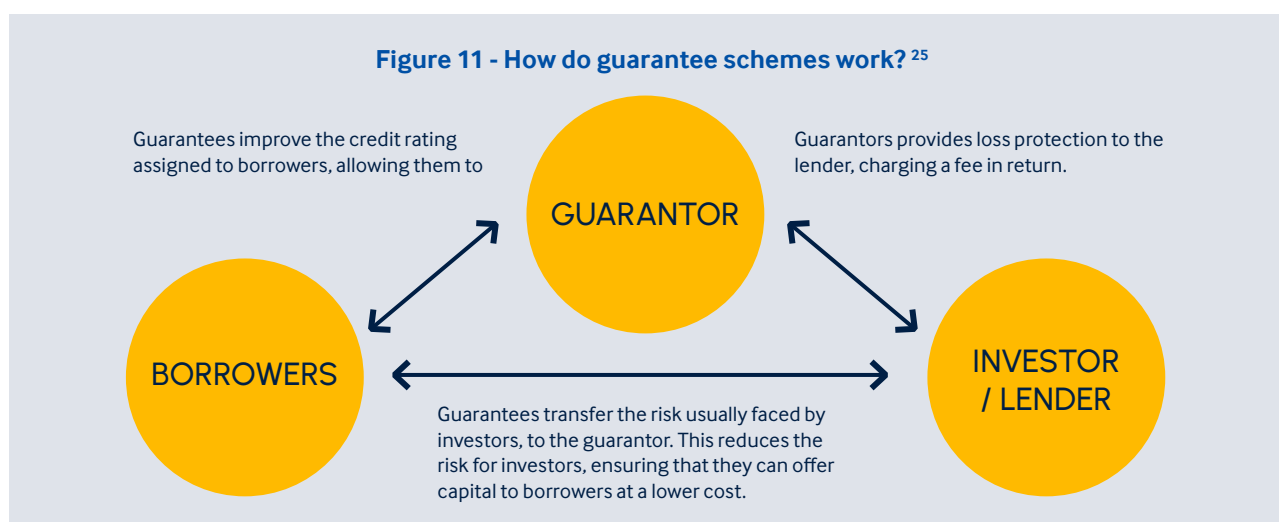 Figure 11 - How do guarantee schemes work? 25
Guarantees improve the credit rating
assigned to borrowers, allowing them to
Guarantors provides loss protection to the
lender, charging a fee in return.
GUARANTOR
BORROWERS
INVESTOR
/ LENDER
Guarantees transfer the risk usually faced by
investors, to the guarantor. This reduces the
risk for investors, ensuring that they can offer
capital to borrowers at a lower cost.